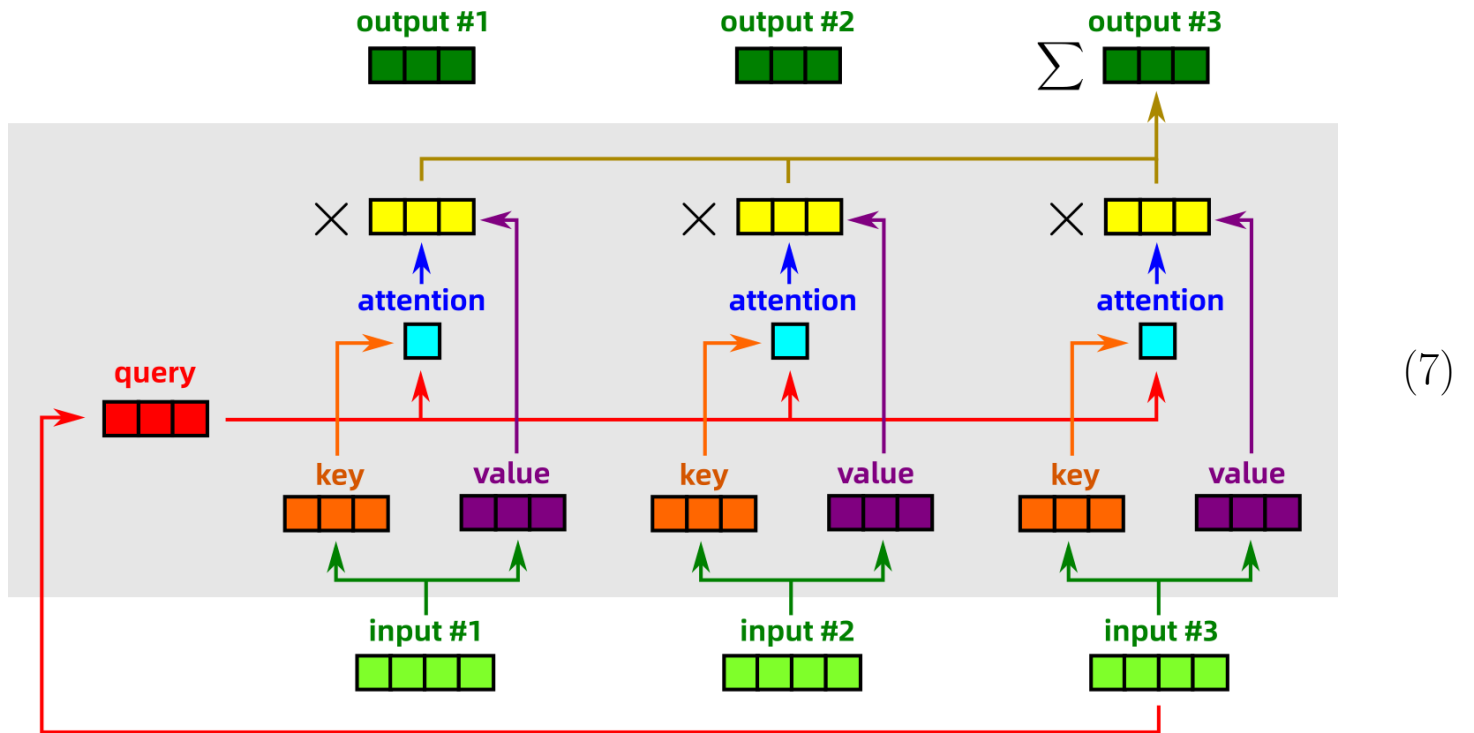 output #1 output #2 output #3
∑
× × ×
attention attention attention
query
(7)
key value key value key value
input #1 input #2 input #3